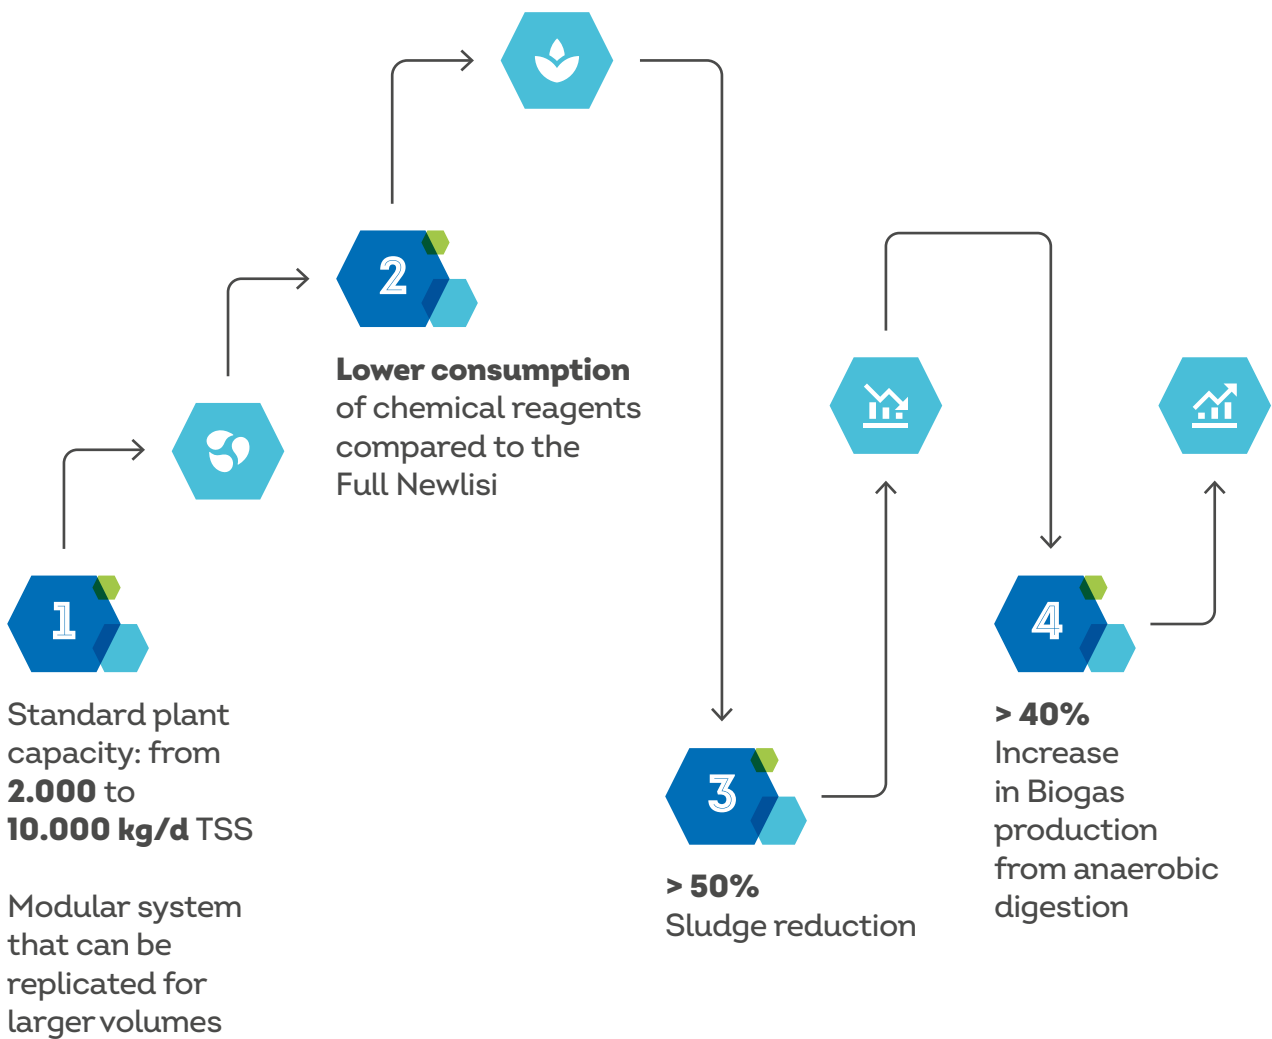 1
Standard plant
capacity: from
2.000 to
10.000 kg/d TSS
Modular system
that can be
replicated for
larger volumes
2
Lower consumption
of chemical reagents
compared to the
Full Newlisi
3
> 50%
Sludge reduction
4
> 40%
Increase
in Biogas
production
from anaerobic
digestion